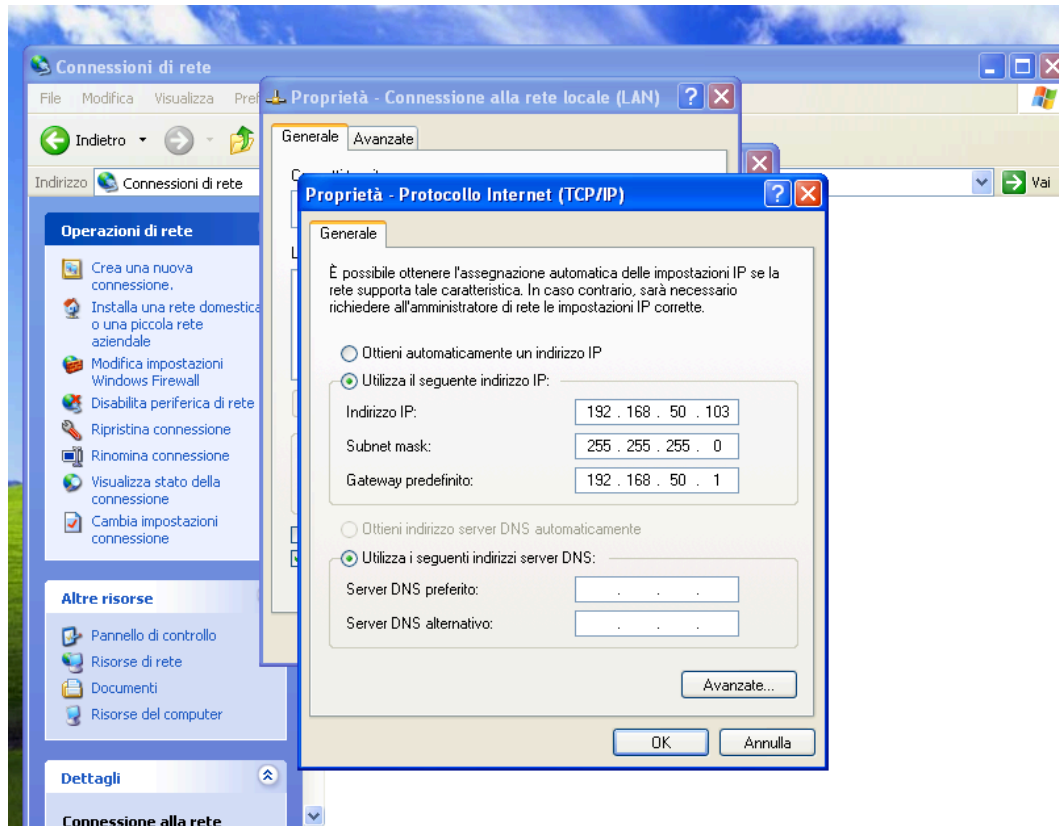 Connessioni di rete
File Modifica Visualizza
Proprietà - Connessione alla rete locale (LAN)
Indietro
Generale Avanzate
Indirizzo Connessioni di rete
Vai
Proprietà - Protocollo Internet (TCP/IP)
Generale
È possibile ottenere l'assegnazione automatica delle impostazioni IP se la
rete supporta tale caratteristica. In caso contrario, sarà necessario
richiedere all'amministratore di rete le impostazioni IP corrette.
Ottieni automaticamente un indirizzo IP
Utilizza il seguente indirizzo IP:
Indirizzo IP: 192 . 168 . 50 . 103
Subnet mask: 255 . 255 . 255 . 0
Gateway predefinito: 192 . 168 . 50 . 1
Ottieni indirizzo server DNS automaticamente
Utilizza i seguenti indirizzi server DNS:
Server DNS preferito: . . .
Server DNS alternativo: . . .
Avanzate...
OK Annulla
Operazioni di rete
Crea una nuova
connessione.
Installa una rete domestica
o una piccola rete
aziendale
Modifica impostazioni
Windows Firewall
Disabilita periferica di rete
Ripristina connessione
Rinomina connessione
Visualizza stato della
connessione
Cambia impostazioni
connessione
Altre risorse
Pannello di controllo
Risorse di rete
Documenti
Risorse del computer
Dettagli
Connessione alla rete